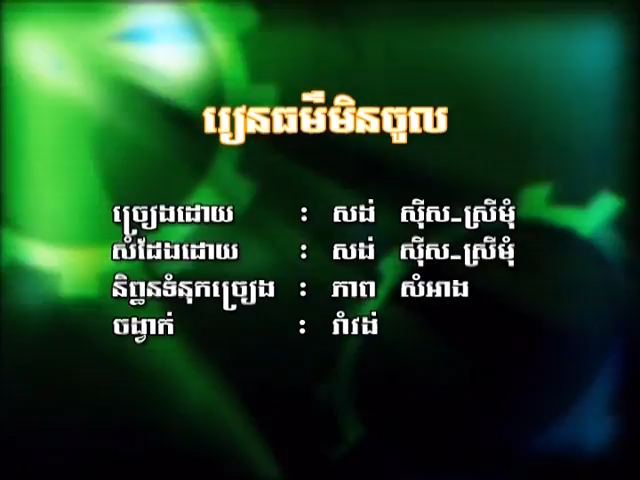 រៀនធម៌មិនចូល
ច្រៀងដោយ : សង់ ស៊ីស-ស្រីមុំ
សំដែងដោយ : សង់ ស៊ីស-ស្រីមុំ
និពន្ធនទំនុកច្រៀង : ភាព សំអាង
ចង្វាក់ : រាំវង់